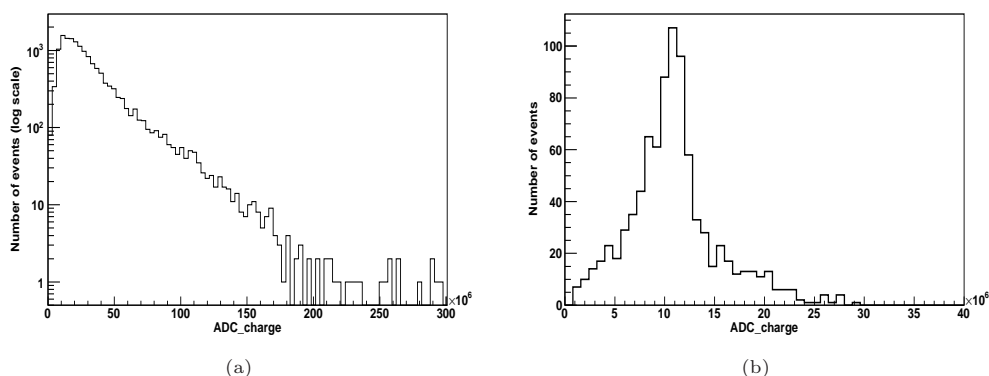 Number of events (log scale)
10³
10²
10
1
0 50 100 150 200 250 300
×10⁶
ADC_charge
(a)
Number of events
100
80
60
40
20
0
0 5 10 15 20 25 30 35 40
×10⁶
ADC_charge
(b)